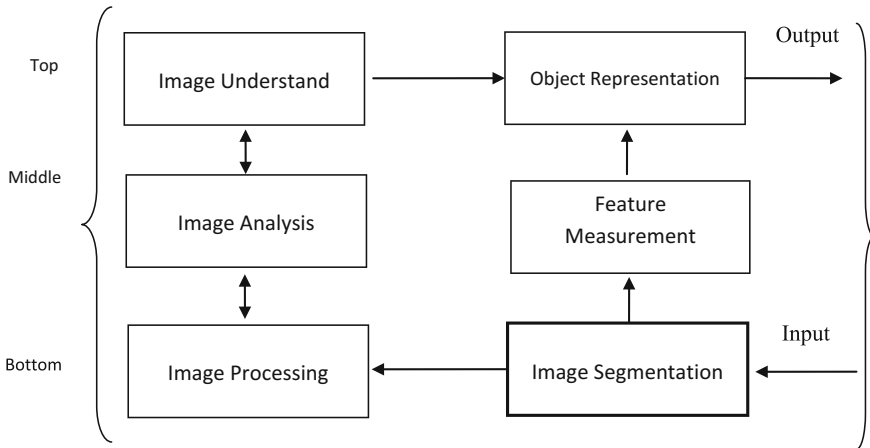 Output
Top
Image Understand
Object Representation
Middle
Image Analysis
Feature
Measurement
Input
Bottom
Image Processing
Image Segmentation